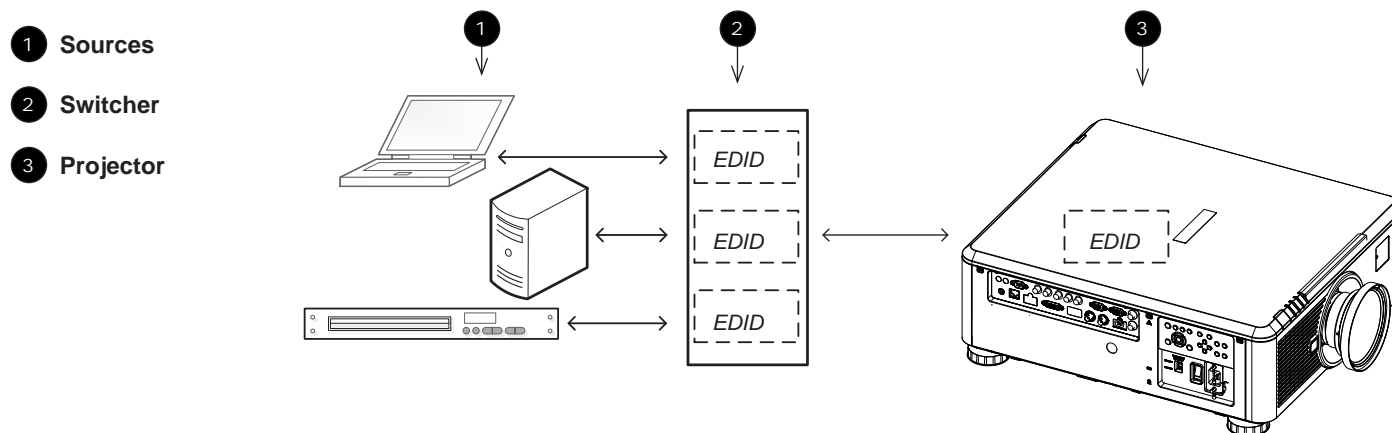 1 Sources
2 Switcher
3 Projector
1 2 3
EDID
EDID
EDID
EDID